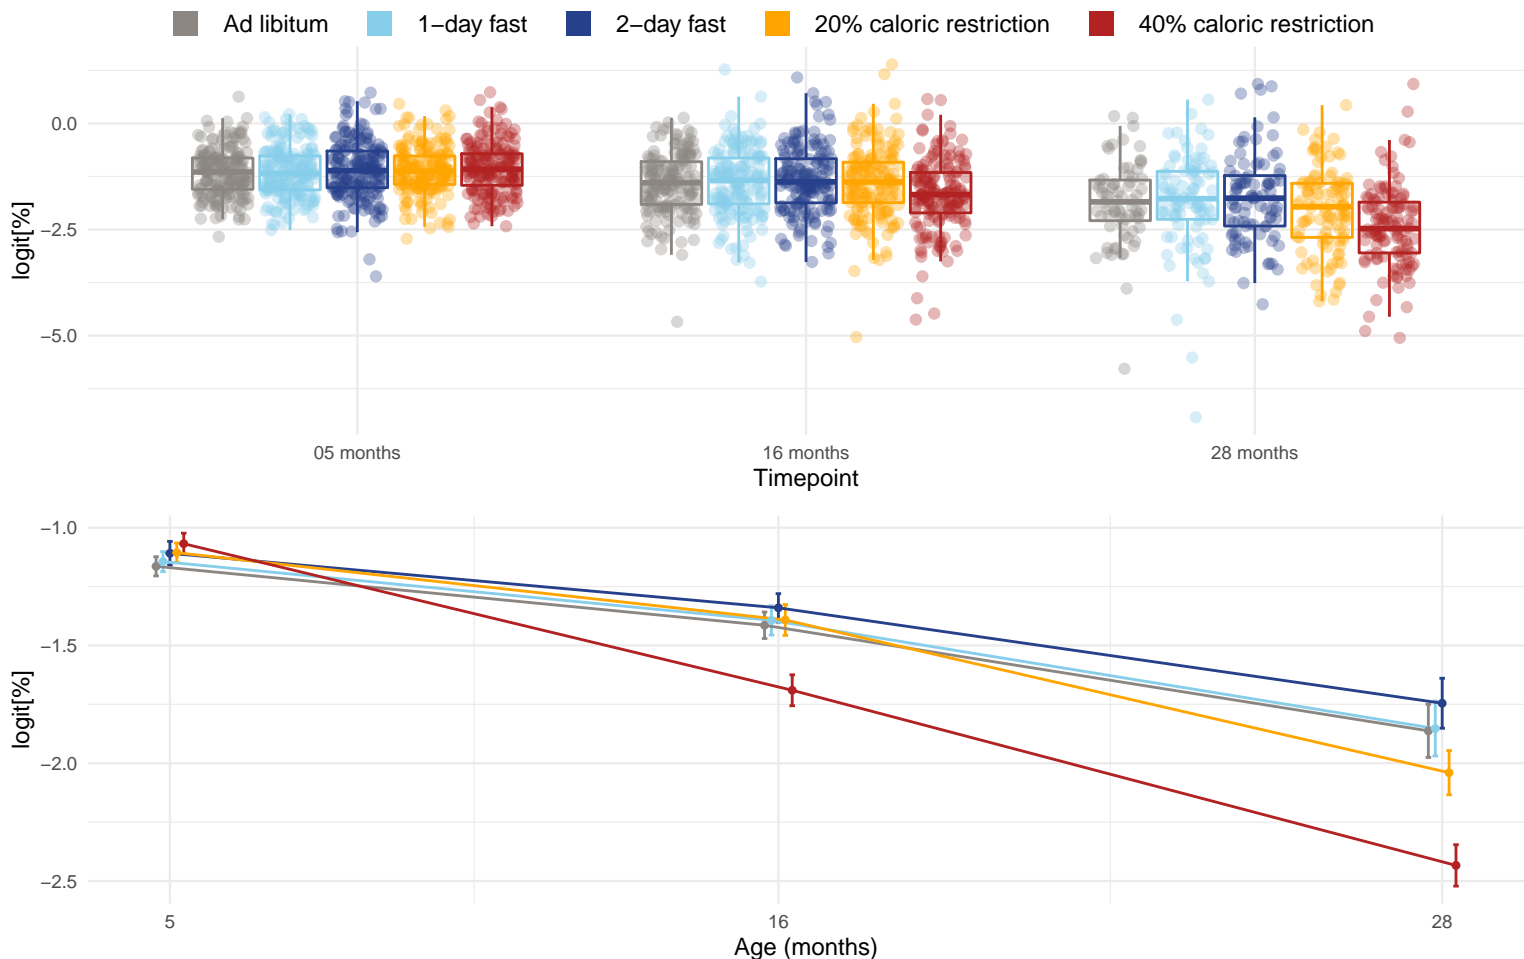 Ad libitum 1−day fast 2−day fast 20% caloric restriction 40% caloric restriction
logit[%]
0.0
−2.5
−5.0
05 months 16 months 28 months
Timepoint
logit[%]
−1.0
−1.5
−2.0
−2.5
5 16 28
Age (months)